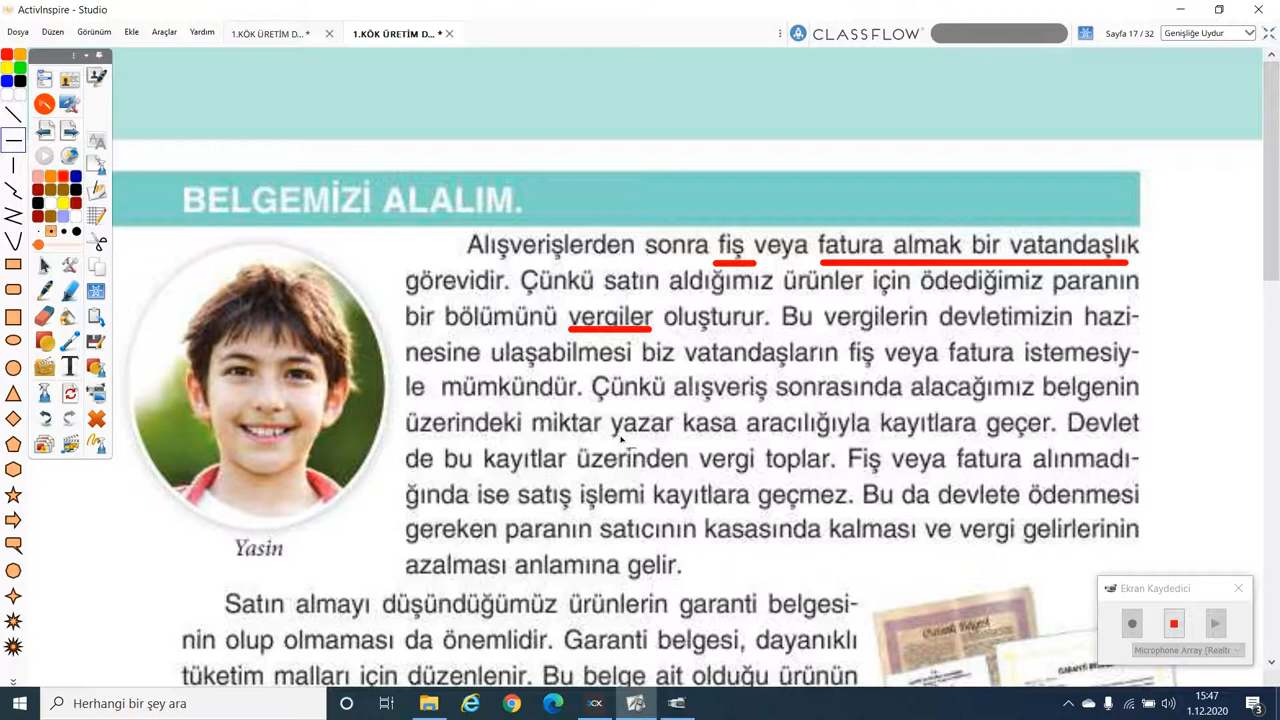 ActivInspire - Studio
Dosya Düzen Görünüm Ekle Araçlar Yardım
1.KÖK ÜRETİM D...* 1.KÖK ÜRETİM D... *
CLASSFLOW
Sayfa 17 / 32
Genişliğe Uydur
BELGEMİZİ ALALIM.
Alışverişlerden sonra fiş veya fatura almak bir vatandaşlık
görevidir. Çünkü satın aldığımız ürünler için ödediğimiz paranın
bir bölümünü vergiler oluşturur. Bu vergilerin devletimizin hazi-
nesine ulaşabilmesi biz vatandaşların fiş veya fatura istemesiy-
le mümkündür. Çünkü alışveriş sonrasında alacağımız belgenin
üzerindeki miktar yazar kasa aracılığıyla kayıtlara geçer. Devlet
de bu kayıtlar üzerinden vergi toplar. Fiş veya fatura alınmadı-
ğında ise satış işlemi kayıtlara geçmez. Bu da devlete ödenmesi
gereken paranın satıcının kasasında kalması ve vergi gelirlerinin
azalması anlamına gelir.
Yasin
Satın almayı düşündüğümüz ürünlerin garanti belgesi-
nin olup olmaması da önemlidir. Garanti belgesi, dayanıklı
tüketim malları için düzenlenir. Bu belge ait olduğu ürünün
Garanti Belgesi
Ekran Kaydedici
Microphone Array (Realt
Herhangi bir şey ara
15:47
1.12.2020
3